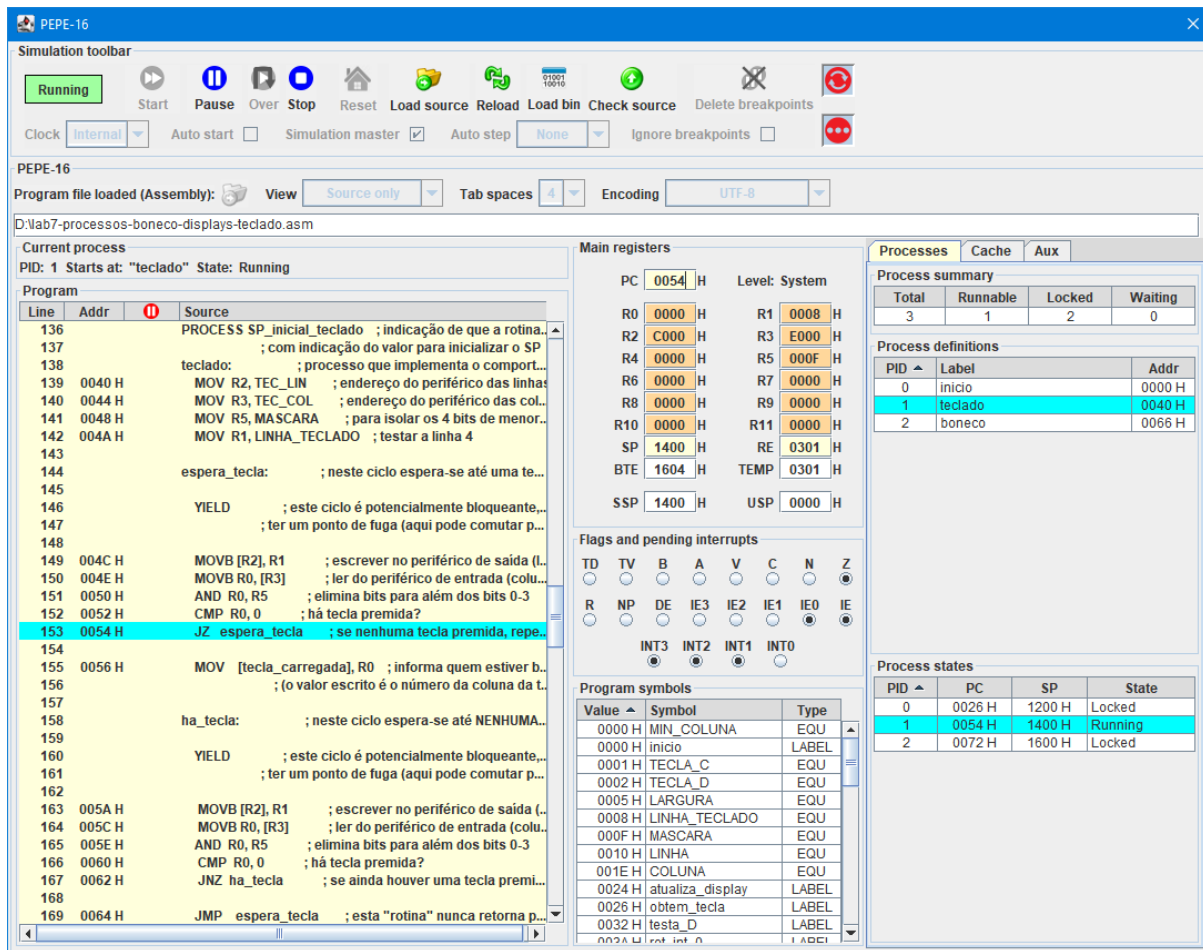 PEPE-16
Simulation toolbar
Running
Start Pause Over Stop Reset Load source Reload Load bin Check source Delete breakpoints
Clock Internal Auto start Simulation master Auto step None Ignore breakpoints
PEPE-16
Program file loaded (Assembly): View Source only Tab spaces 4 Encoding UTF-8
D:\lab7-processos-boneco-displays-teclado.asm
Current process
PID: 1 Starts at: "teclado" State: Running
Program
Line Addr Source
136 PROCESS SP_inicial_teclado ; indicação de que a rotina...
137 ; com indicação do valor para inicializar o SP
138 teclado: ; processo que implementa o comport...
139 0040 H MOV R2, TEC_LIN ; endereço do periférico das linhas
140 0044 H MOV R3, TEC_COL ; endereço do periférico das col...
141 0048 H MOV R5, MASCARA ; para isolar os 4 bits de menor...
142 004A H MOV R1, LINHA_TECLADO ; testar a linha 4
143
144 espera_tecla: ; neste ciclo espera-se até uma te...
145
146 YIELD ; este ciclo é potencialmente bloqueante,...
147 ; ter um ponto de fuga (aqui pode comutar p...
148
149 004C H MOVB [R2], R1 ; escrever no periférico de saída (l...
150 004E H MOVB R0, [R3] ; ler do periférico de entrada (colu...
151 0050 H AND R0, R5 ; elimina bits para além dos bits 0-3
152 0052 H CMP R0, 0 ; há tecla premida?
153 0054 H JZ espera_tecla ; se nenhuma tecla premida, repe...
154
155 0056 H MOV [tecla_carregada], R0 ; informa quem estiver b...
156 ; (o valor escrito é o número da coluna da t...
157
158 ha_tecla: ; neste ciclo espera-se até NENHUMA...
159
160 YIELD ; este ciclo é potencialmente bloqueante,...
161 ; ter um ponto de fuga (aqui pode comutar p...
162
163 005A H MOVB [R2], R1 ; escrever no periférico de saída (...
164 005C H MOVB R0, [R3] ; ler do periférico de entrada (colu...
165 005E H AND R0, R5 ; elimina bits para além dos bits 0-3
166 0060 H CMP R0, 0 ; há tecla premida?
167 0062 H JNZ ha_tecla ; se ainda houver uma tecla premi...
168
169 0064 H JMP espera_tecla ; esta "rotina" nunca retorna p...
Main registers
PC 0054 H Level: System
R0 0000 H R1 0008 H
R2 C000 H R3 E000 H
R4 0000 H R5 000F H
R6 0000 H R7 0000 H
R8 0000 H R9 0000 H
R10 0000 H R11 0000 H
SP 1400 H RE 0301 H
BTE 1604 H TEMP 0301 H
SSP 1400 H USP 0000 H
Flags and pending interrupts
TD TV B A V C N Z
R NP DE IE3 IE2 IE1 IE0 IE
INT3 INT2 INT1 INT0
Program symbols
Value Symbol Type
0000 H MIN_COLUNA EQU
0000 H inicio LABEL
0001 H TECLA_C EQU
0002 H TECLA_D EQU
0005 H LARGURA EQU
0008 H LINHA_TECLADO EQU
000F H MASCARA EQU
0010 H LINHA EQU
001E H COLUNA EQU
0024 H atualiza_display LABEL
0026 H obtem_tecla LABEL
0032 H testa_D LABEL
003A H rot_int_0 LABEL
Processes Cache Aux
Process summary
Total Runnable Locked Waiting
3 1 2 0
Process definitions
PID Label Addr
0 inicio 0000 H
1 teclado 0040 H
2 boneco 0066 H
Process states
PID PC SP State
0 0026 H 1200 H Locked
1 0054 H 1400 H Running
2 0072 H 1600 H Locked